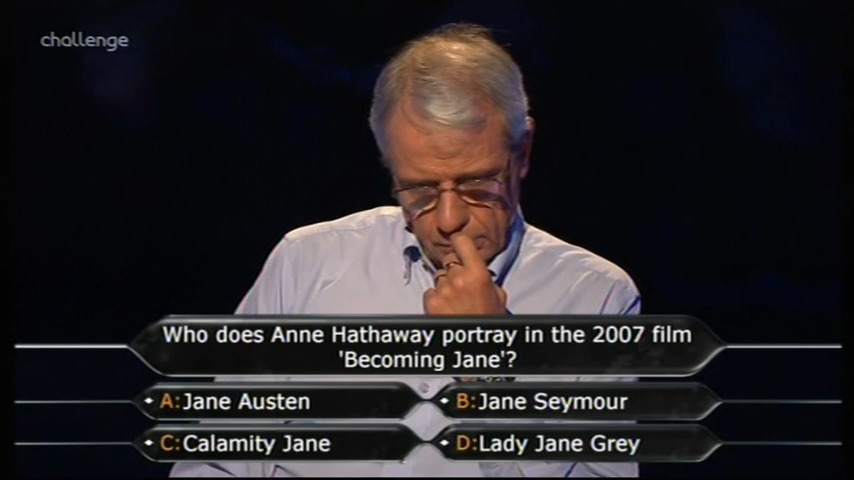 challenge
Who does Anne Hathaway portray in the 2007 film
'Becoming Jane'?
A:Jane Austen
B:Jane Seymour
C:Calamity Jane
D:Lady Jane Grey